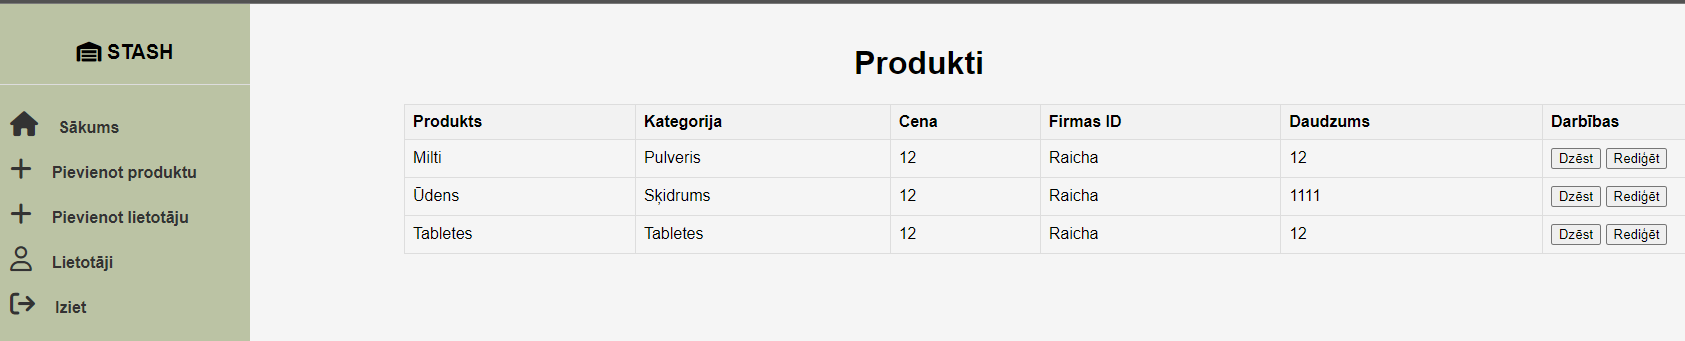 STASH
Sākums
Pievienot produktu
Pievienot lietotāju
Lietotāji
Iziet
Produkti
Produkts Kategorija Cena Firmas ID Daudzums Darbības
Milti Pulveris 12 Raicha 12 Dzēst Rediģēt
Ūdens Sķidrums 12 Raicha 1111 Dzēst Rediģēt
Tabletes Tabletes 12 Raicha 12 Dzēst Rediģēt